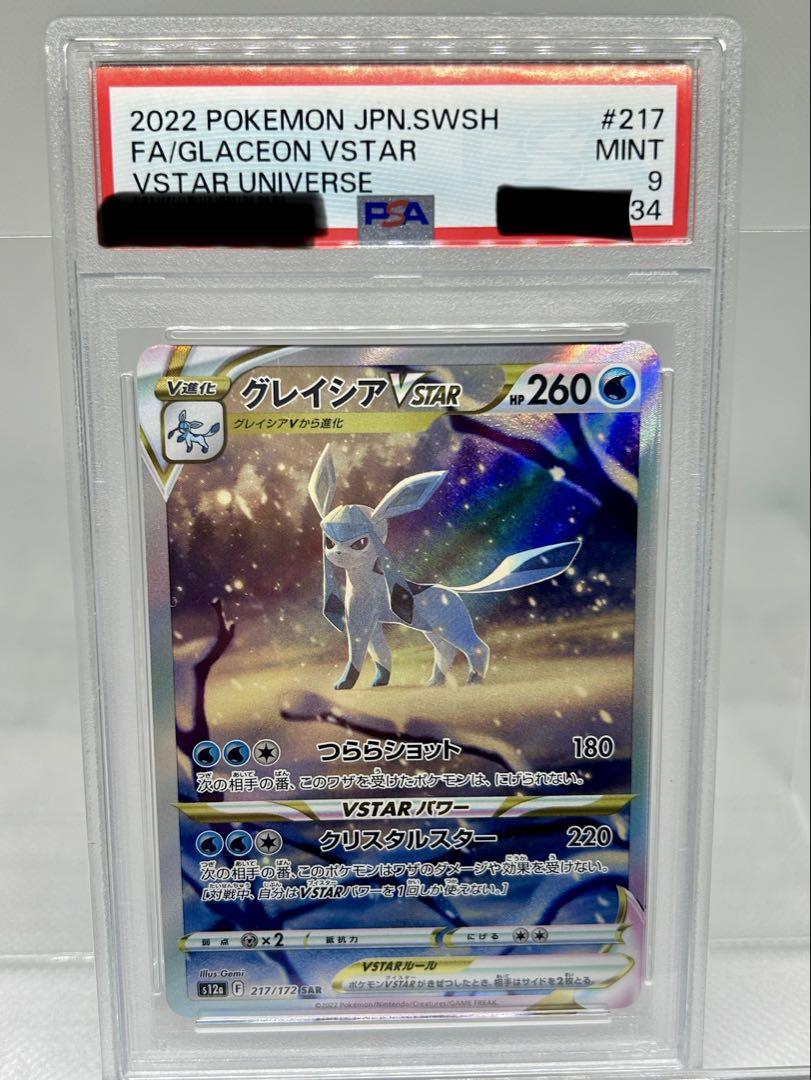 2022 POKEMON JPN.SWSH #217
FA/GLACEON VSTAR MINT
VSTAR UNIVERSE 9
PSA 34
V進化 グレイシアVSTAR HP260
グレイシアVから進化
つららショット 180
次の相手の番、このワザを受けたポケモンは、にげられない。
VSTARパワー
クリスタルスター 220
次の相手の番、このポケモンはワザのダメージや効果を受けない。
[対戦中、自分はVSTARパワーを1回しか使えない。]
弱点 ×2 抵抗力 にげる
Illus.Gemi VSTARルール
ポケモンVSTARがきぜつしたとき、相手はサイドを2枚とる。
s12a F 217/172 SAR
©2022 Pokémon/Nintendo/Creatures/GAME FREAK.